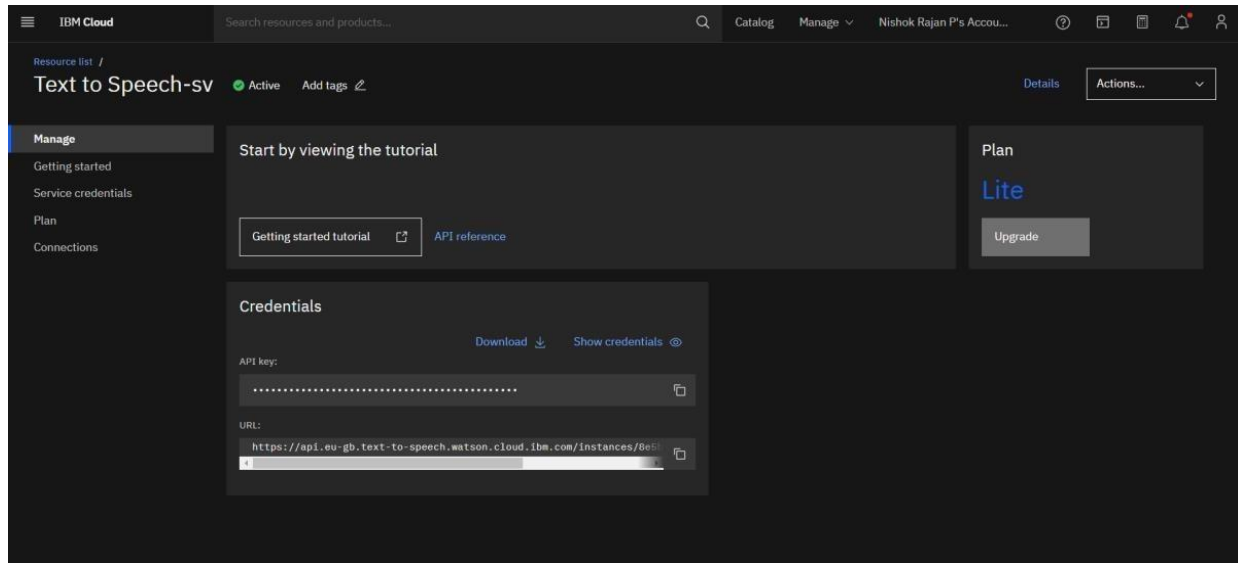 IBM Cloud
Search resources and products...
Catalog
Manage
Nishok Rajan P's Accou...
Resource list /
Text to Speech-sv
Active
Add tags
Details
Actions...
Manage
Getting started
Service credentials
Plan
Connections
Start by viewing the tutorial
Getting started tutorial
API reference
Plan
Lite
Upgrade
Credentials
Download
Show credentials
API key:
••••••••••••••••••••••••••••••••••••••••••••
URL:
https://api.eu-gb.text-to-speech.watson.cloud.ibm.com/instances/8e5